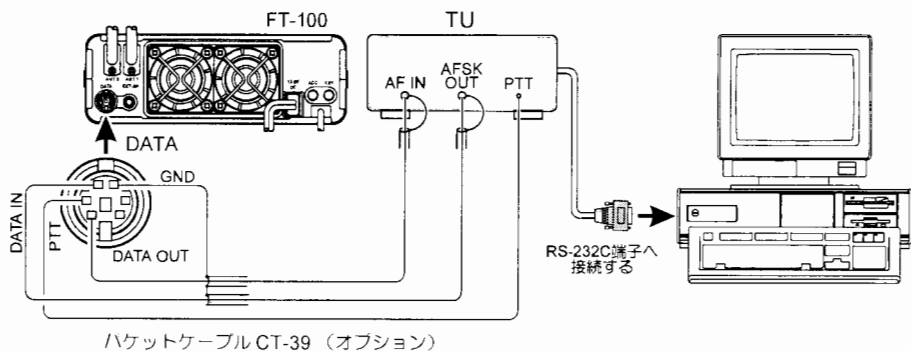 FT-100
TU
AF IN
AFSK
OUT
PTT
DATA
DATA
GND
DATA IN
PTT
DATA OUT
RS-232C端子へ
接続する
パケットケーブル CT-39 （オプション）